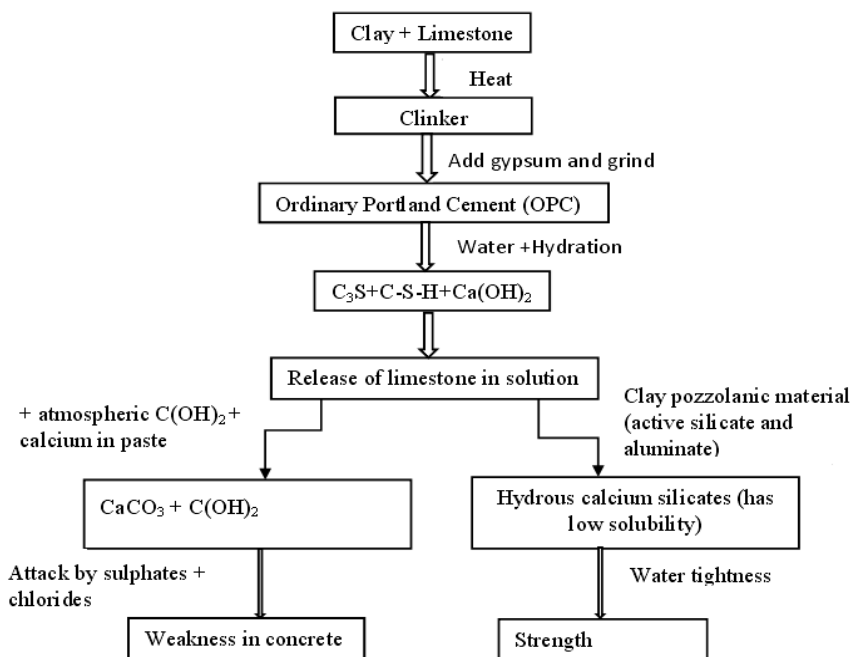 Clay + Limestone
Heat
Clinker
Add gypsum and grind
Ordinary Portland Cement (OPC)
Water +Hydration
C₃S+C-S-H+Ca(OH)₂
Release of limestone in solution
+ atmospheric C(OH)₂ +
calcium in paste
Clay pozzolanic material
(active silicate and
aluminate)
CaCO₃ + C(OH)₂
Hydrous calcium silicates (has
low solubility)
Attack by sulphates +
chlorides
Water tightness
Weakness in concrete
Strength